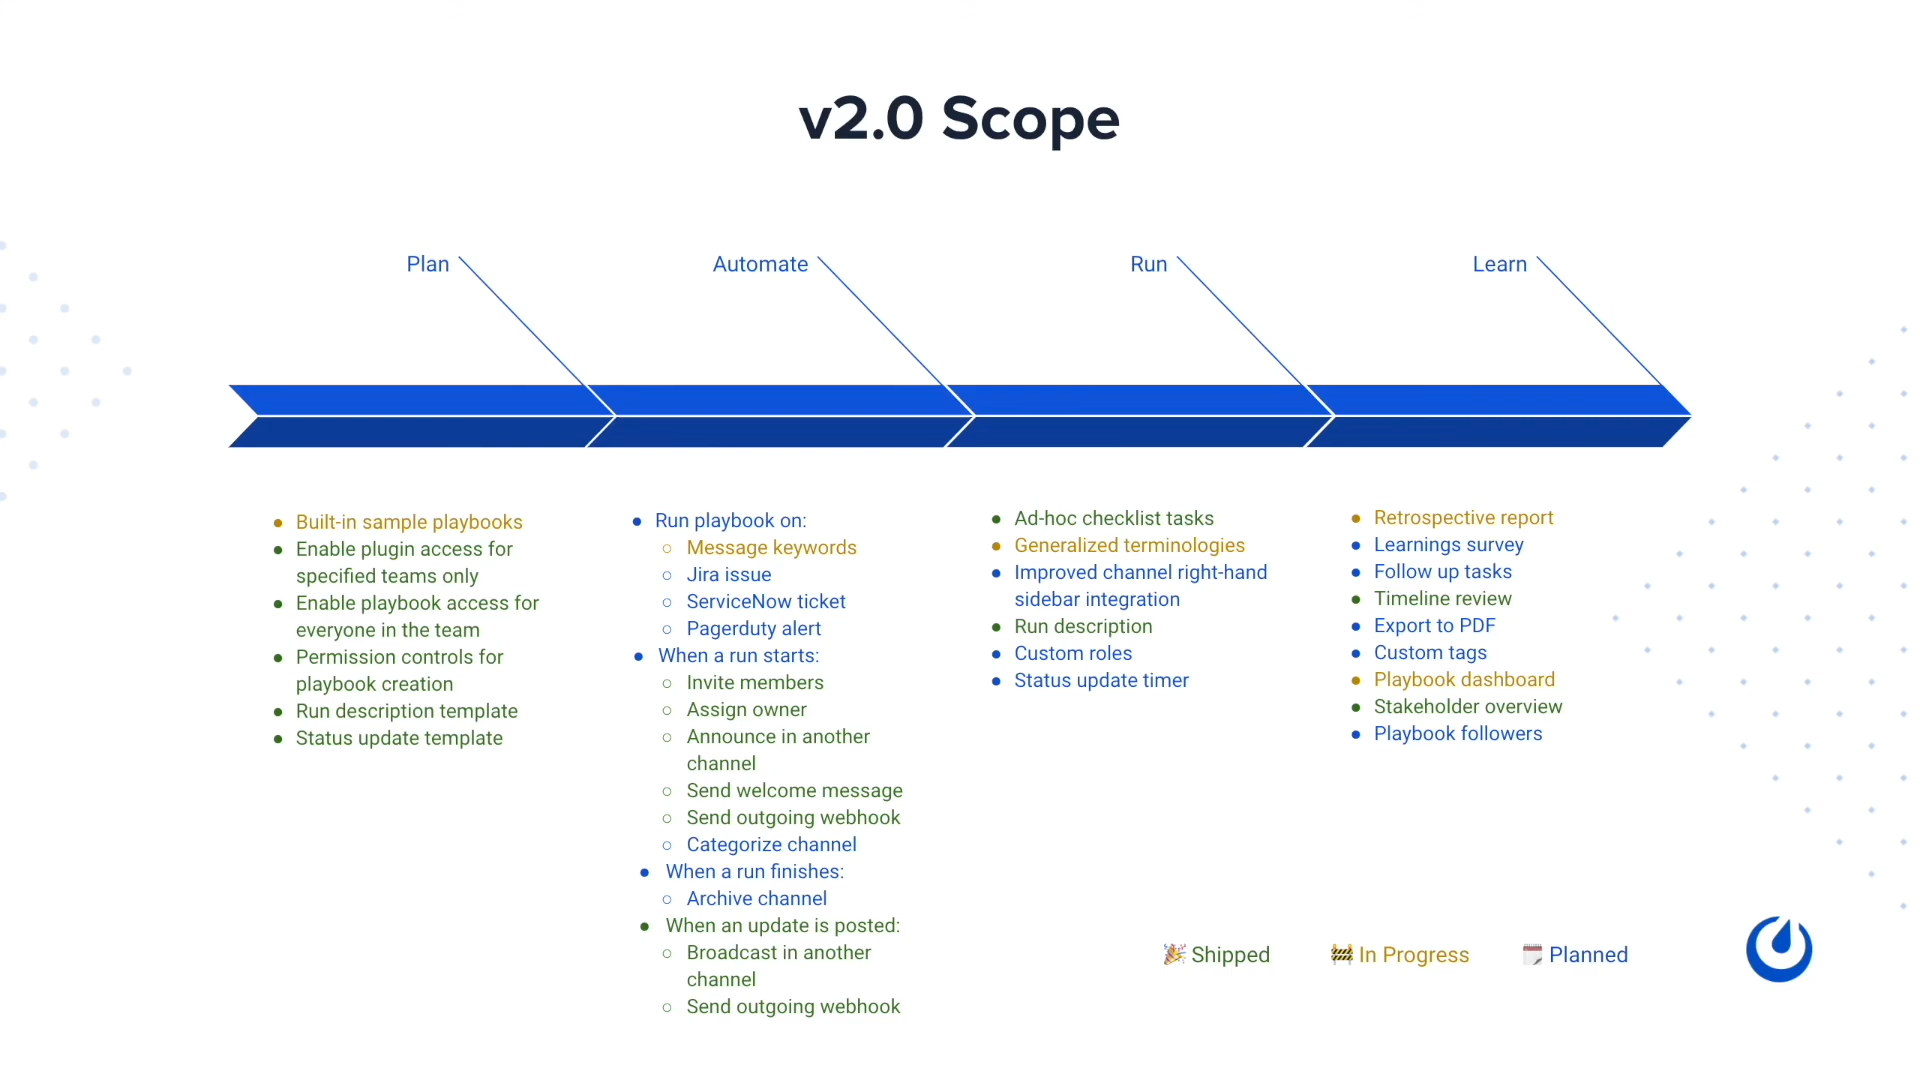 v2.0 Scope
Plan
Automate
Run
Learn
Built-in sample playbooks
Enable plugin access for
specified teams only
Enable playbook access for
everyone in the team
Permission controls for
playbook creation
Run description template
Status update template
Run playbook on:
Message keywords
Jira issue
ServiceNow ticket
Pagerduty alert
When a run starts:
Invite members
Assign owner
Announce in another
channel
Send welcome message
Send outgoing webhook
Categorize channel
When a run finishes:
Archive channel
When an update is posted:
Broadcast in another
channel
Send outgoing webhook
Ad-hoc checklist tasks
Generalized terminologies
Improved channel right-hand
sidebar integration
Run description
Custom roles
Status update timer
Retrospective report
Learnings survey
Follow up tasks
Timeline review
Export to PDF
Custom tags
Playbook dashboard
Stakeholder overview
Playbook followers
Shipped
In Progress
Planned